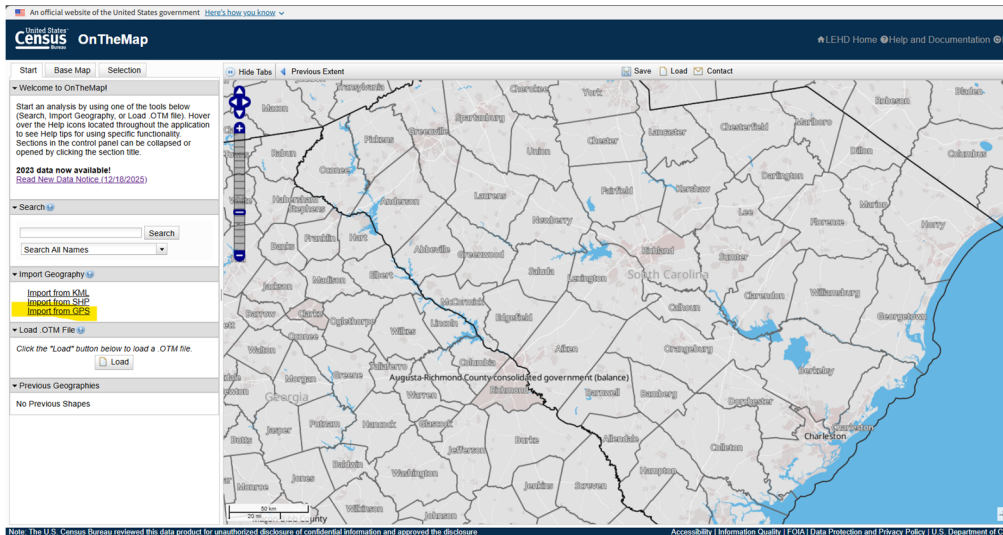 An official website of the United States government Here's how you know
United States®
Census
Bureau
OnTheMap
LEHD Home Help and Documentation
Start Base Map Selection
Hide Tabs Previous Extent Save Load Contact
Welcome to OnTheMap!
Start an analysis by using one of the tools below
(Search, Import Geography, or Load .OTM file). Hover
over the Help icons located throughout the application
to see Help tips for using specific functionality.
Sections in the control panel can be collapsed or
opened by clicking the section title.
2023 data now available!
Read New Data Notice (12/18/2025)
Search
Search
Search All Names
Import Geography
Import from KML
Import from SHP
Import from GPS
Load .OTM File
Click the "Load" button below to load a .OTM file.
Load
Previous Geographies
No Previous Shapes
Transylvania
Cherokee
York
Bladen
Robeson
Macon
Spartanburg
Pickens
Greenville
Chester
Lancaster
Chesterfield
Marlboro
Rabun
Union
Dillon
Columbus
Oconee
Darlington
Fairfield
Kershaw
Habersham
Stephens
Anderson
Laurens
Marion
Lee
Newberry
Florence
Horry
Banks
Franklin
Hart
Abbeville
Greenwood
Richland
Sumter
Saluda
Lexington
South Carolina
Elbert
Madison
Jackson
McCormick
Clarendon
Williamsburg
Calhoun
Barrow
Clarke
Oglethorpe
Wilkes
Lincoln
Edgefield
Georgetown
Oconee
Walton
Aiken
Orangeburg
Taliaferro
Columbia
Berkeley
Morgan
Greene
Augusta-Richmond County consolidated government (balance)
Warren
Richmond
Barnwell
Bamberg
Dorchester
Georgia
Putnam
Hancock
Glascock
Jasper
Charleston
Charleston
Butts
Burke
Allendale
Jefferson
Colleton
Baldwin
Washington
Hampton
Jones
Monroe
Jenkins
Screven
50 km
20 mi
Wilkinson
Johnson
Note: The U.S. Census Bureau reviewed this data product for unauthorized disclosure of confidential information and approved the disclosure
Accessibility | Information Quality | FOIA | Data Protection and Privacy Policy | U.S. Department of C